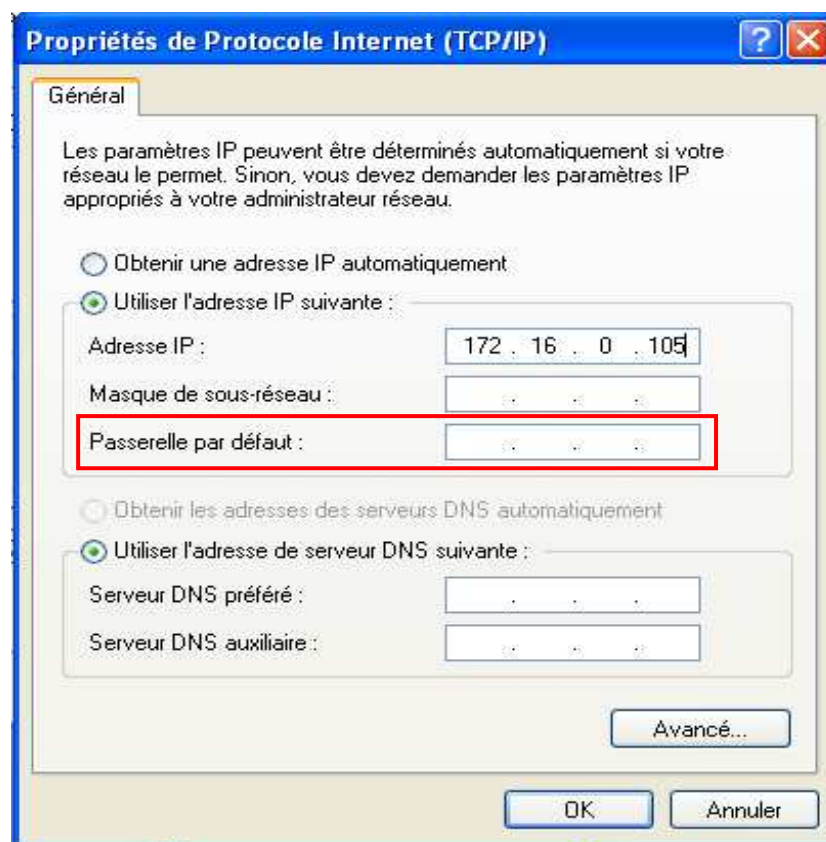 Propriétés de Protocole Internet (TCP/IP)
Général
Les paramètres IP peuvent être déterminés automatiquement si votre
réseau le permet. Sinon, vous devez demander les paramètres IP
appropriés à votre administrateur réseau.
Obtenir une adresse IP automatiquement
Utiliser l'adresse IP suivante :
Adresse IP : 172 . 16 . 0 . 105
Masque de sous-réseau : . . .
Passerelle par défaut : . . .
Obtenir les adresses des serveurs DNS automatiquement
Utiliser l'adresse de serveur DNS suivante :
Serveur DNS préféré : . . .
Serveur DNS auxiliaire : . . .
Avancé...
OK Annuler